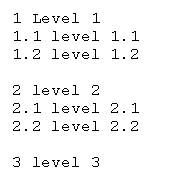 1 Level 1
1.1 level 1.1
1.2 level 1.2
2 level 2
2.1 level 2.1
2.2 level 2.2
3 level 3